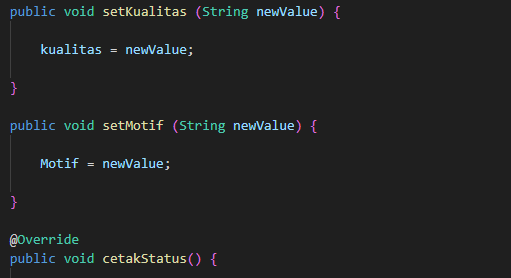 public void setKualitas (String newValue) {
kualitas = newValue;
}
public void setMotif (String newValue) {
Motif = newValue;
}
@Override
public void cetakStatus() {